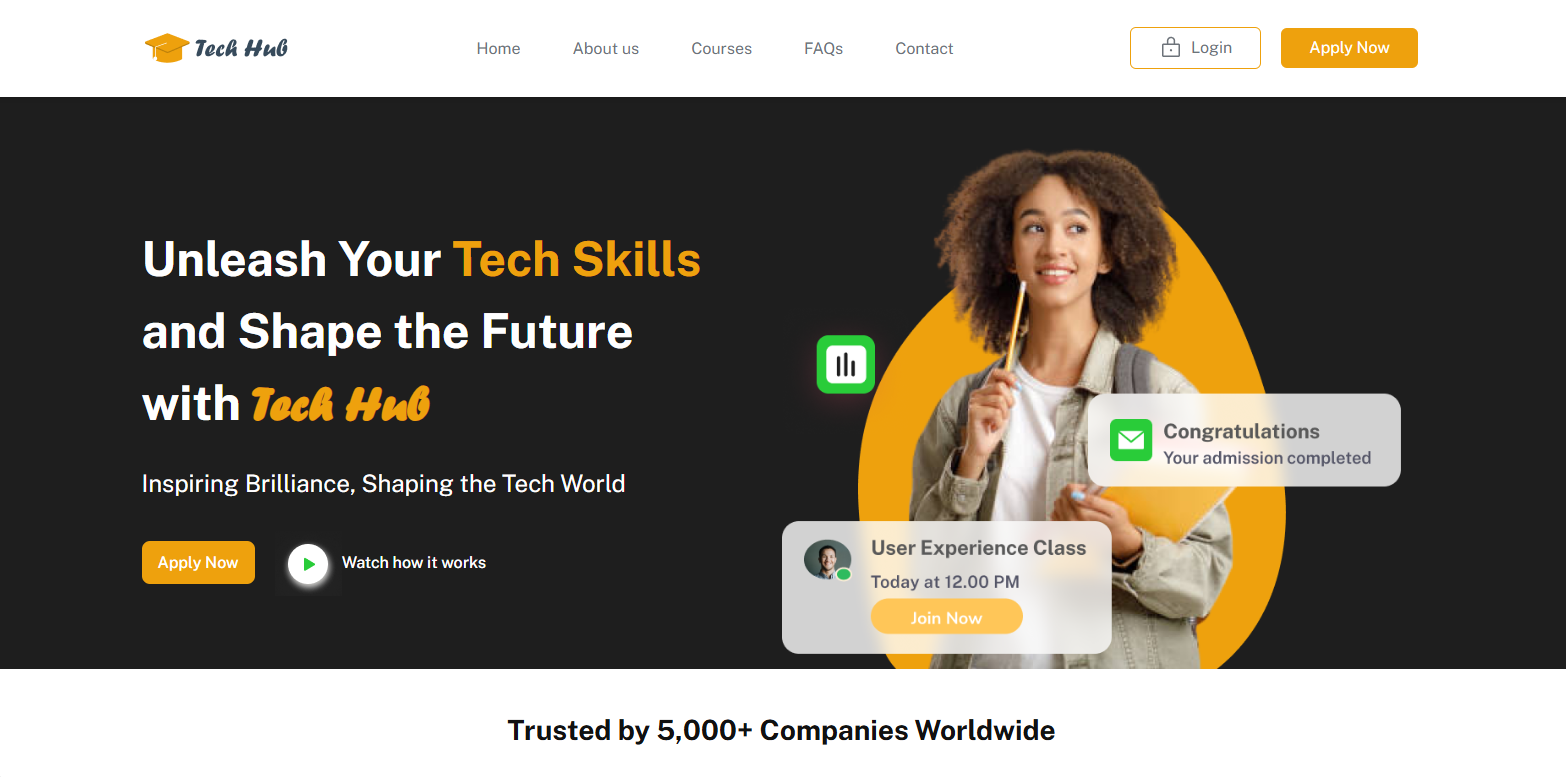 Tech Hub
Home
About us
Courses
FAQs
Contact
Login
Apply Now
Unleash Your Tech Skills
and Shape the Future
with Tech Hub
Inspiring Brilliance, Shaping the Tech World
Apply Now
Watch how it works
Congratulations
Your admission completed
User Experience Class
Today at 12.00 PM
Join Now
Trusted by 5,000+ Companies Worldwide